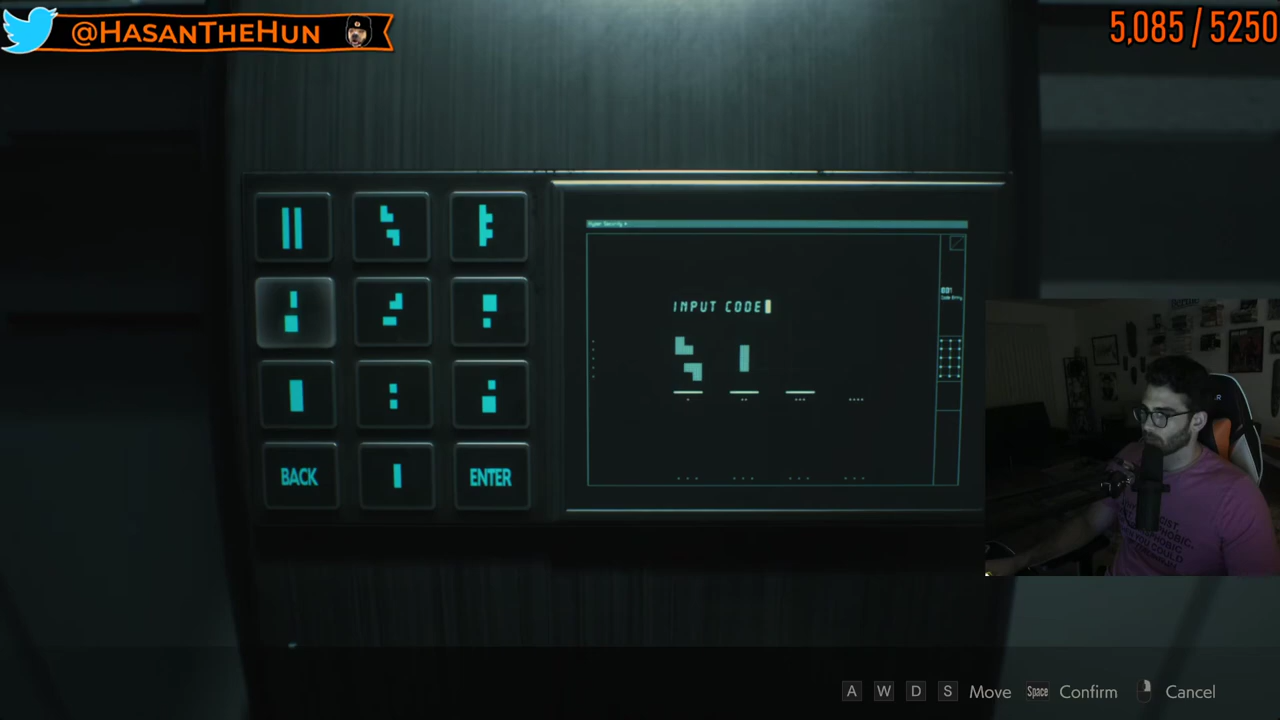 @HasanTheHun
5,085 / 5250
INPUT CODE
BACK
ENTER
A W D S Move Space Confirm Cancel